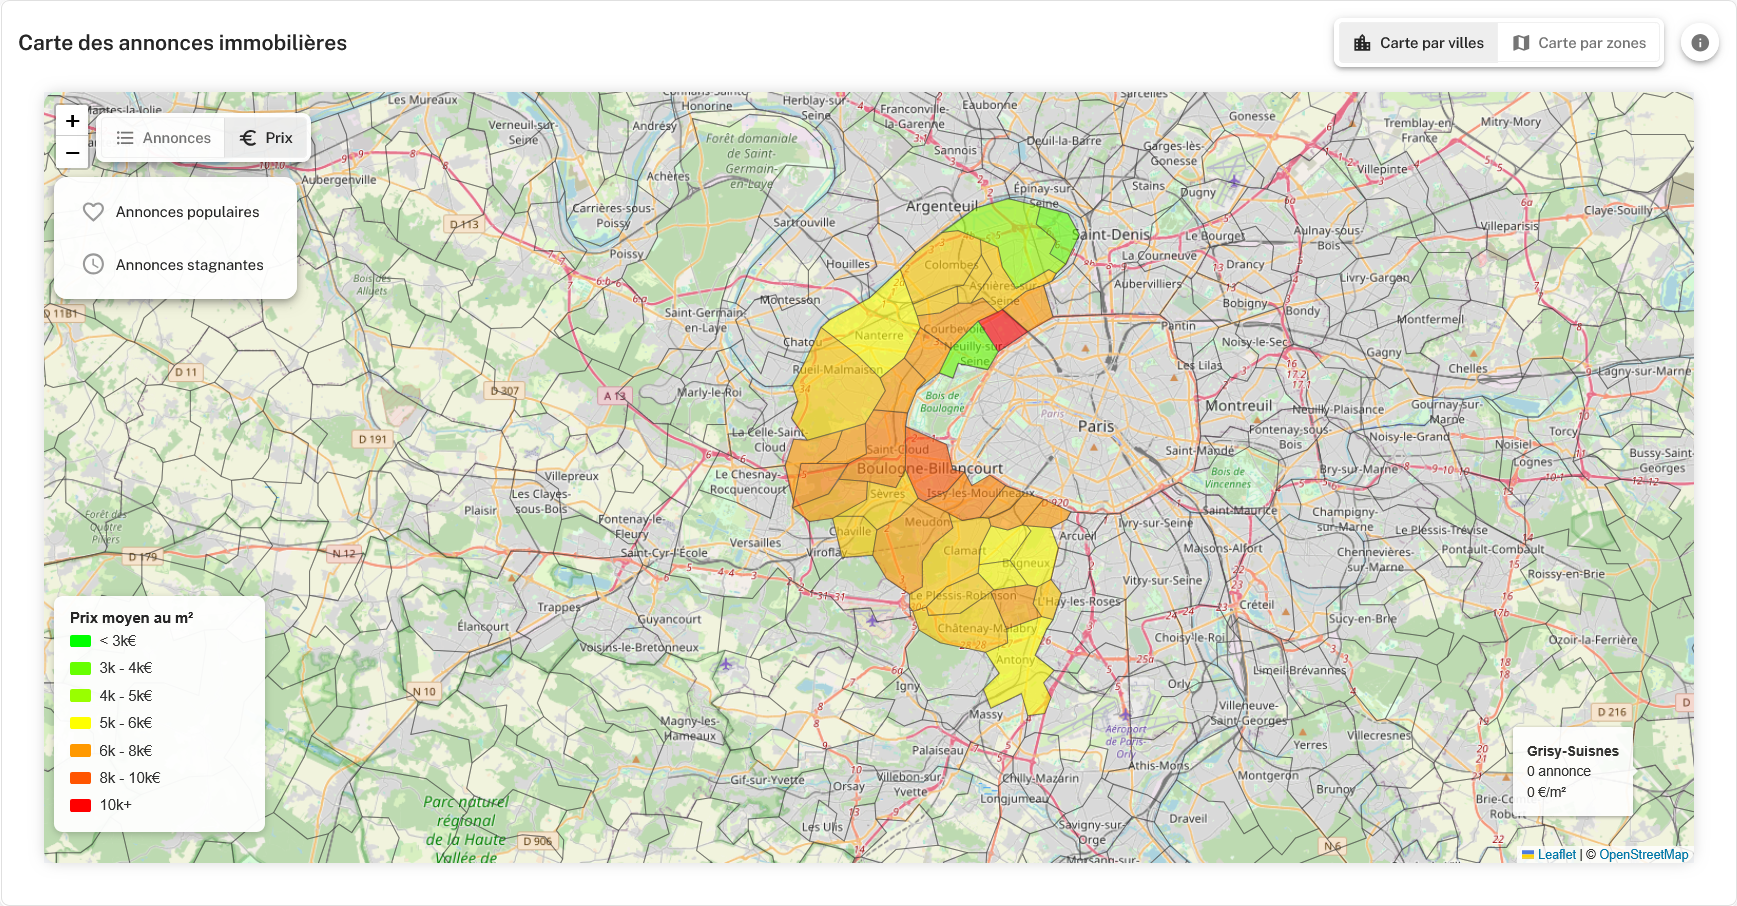 Carte des annonces immobilières
Carte par villes
Carte par zones
+
−
Annonces
Prix
Annonces populaires
Annonces stagnantes
Les Mureaux
Honorine
Herblay-sur-
Seine
Franconville-
la-Garenne
Eaubonne
Sarcelles
Gonesse
Tremblay-en-
France
Mitry-Mory
Verneuil-sur-
Seine
Andrésy
Forêt domaniale
de Saint-
Germain-
en-Laye
Sannois
Deuil-la-Barre
Garges-lès-
Gonesse
Villepinte
Aubergenville
Achères
Épinay-sur-
Seine
Stains
Dugny
Carrières-sous-
Poissy
Argenteuil
Claye-Souilly
D 113
Sartrouville
Saint-Denis
Le Bourget
Aulnay-sous-
Bois
Villeparisis
Poissy
Houilles
Colombes
La Courneuve
Drancy
Livry-Gargan
Bois des
Alluets
Montesson
Asnières-sur-
Seine
Aubervilliers
Bobigny
Bondy
D 11B1
Saint-Germain-
en-Laye
Courbevoie
Pantin
Montfermeil
Chatou
Nanterre
Neuilly-sur-
Seine
Noisy-le-Sec
Gagny
D 11
Rueil-Malmaison
Les Lilas
Chelles
Lagny-sur-Marne
D 307
A 13
Marly-le-Roi
Bois de
Boulogne
Paris
Paris
Montreuil
Neuilly-Plaisance
Gournay-sur-
Marne
D 191
La Celle-Saint-
Cloud
Saint-Cloud
Fontenay-sous-
Bois
Noisy-le-Grand
Noisiel
Torcy
Le Chesnay-
Rocquencourt
Boulogne-Billancourt
Saint-Mandé
Bois de
Vincennes
Bry-sur-Marne
Lognes
Bussy-Saint-
Georges
Villepreux
Les Clayes-
sous-Bois
Sèvres
Issy-les-Moulineaux
D 920
Plaisir
Saint-Maurice
Champigny-
sur-Marne
Le Plessis-Trévise
Forêt des
Quatre
Piliers
Fontenay-le-
Fleury
Chaville
Meudon
Ivry-sur-Seine
Arcueil
D 179
N 12
Saint-Cyr-l'École
Versailles
Viroflay
Clamart
Bagneux
Maisons-Alfort
Chennevières-
sur-Marne
Pontault-Combault
Roissy-en-Brie
Vitry-sur-Seine
Trappes
Le Plessis-Robinson
L'Haÿ-les-Roses
Créteil
Élancourt
Guyancourt
Châtenay-Malabry
Sucy-en-Brie
Voisins-le-Bretonneux
Antony
Choisy-le-Roi
Ozoir-la-Ferrière
Limeil-Brévannes
N 10
Igny
Orly
Magny-les-
Hameaux
Massy
Aéroport
de Paris-
Orly
Villeneuve-
Saint-Georges
D 216
Yerres
Villecresnes
Palaiseau
Athis-Mons
Montgeron
Gif-sur-Yvette
Orsay
Villebon-sur-
Yvette
Chilly-Mazarin
Longjumeau
Brunoy
Parc naturel
régional
de la Haute
Vallée de
D 906
Les Ulis
Savigny-sur-
Orge
Draveil
N 6
Prix moyen au m²
< 3k€
3k - 4k€
4k - 5k€
5k - 6k€
6k - 8k€
8k - 10k€
10k+
Grisy-Suisnes
0 annonce
0 €/m²
Leaflet | © OpenStreetMap